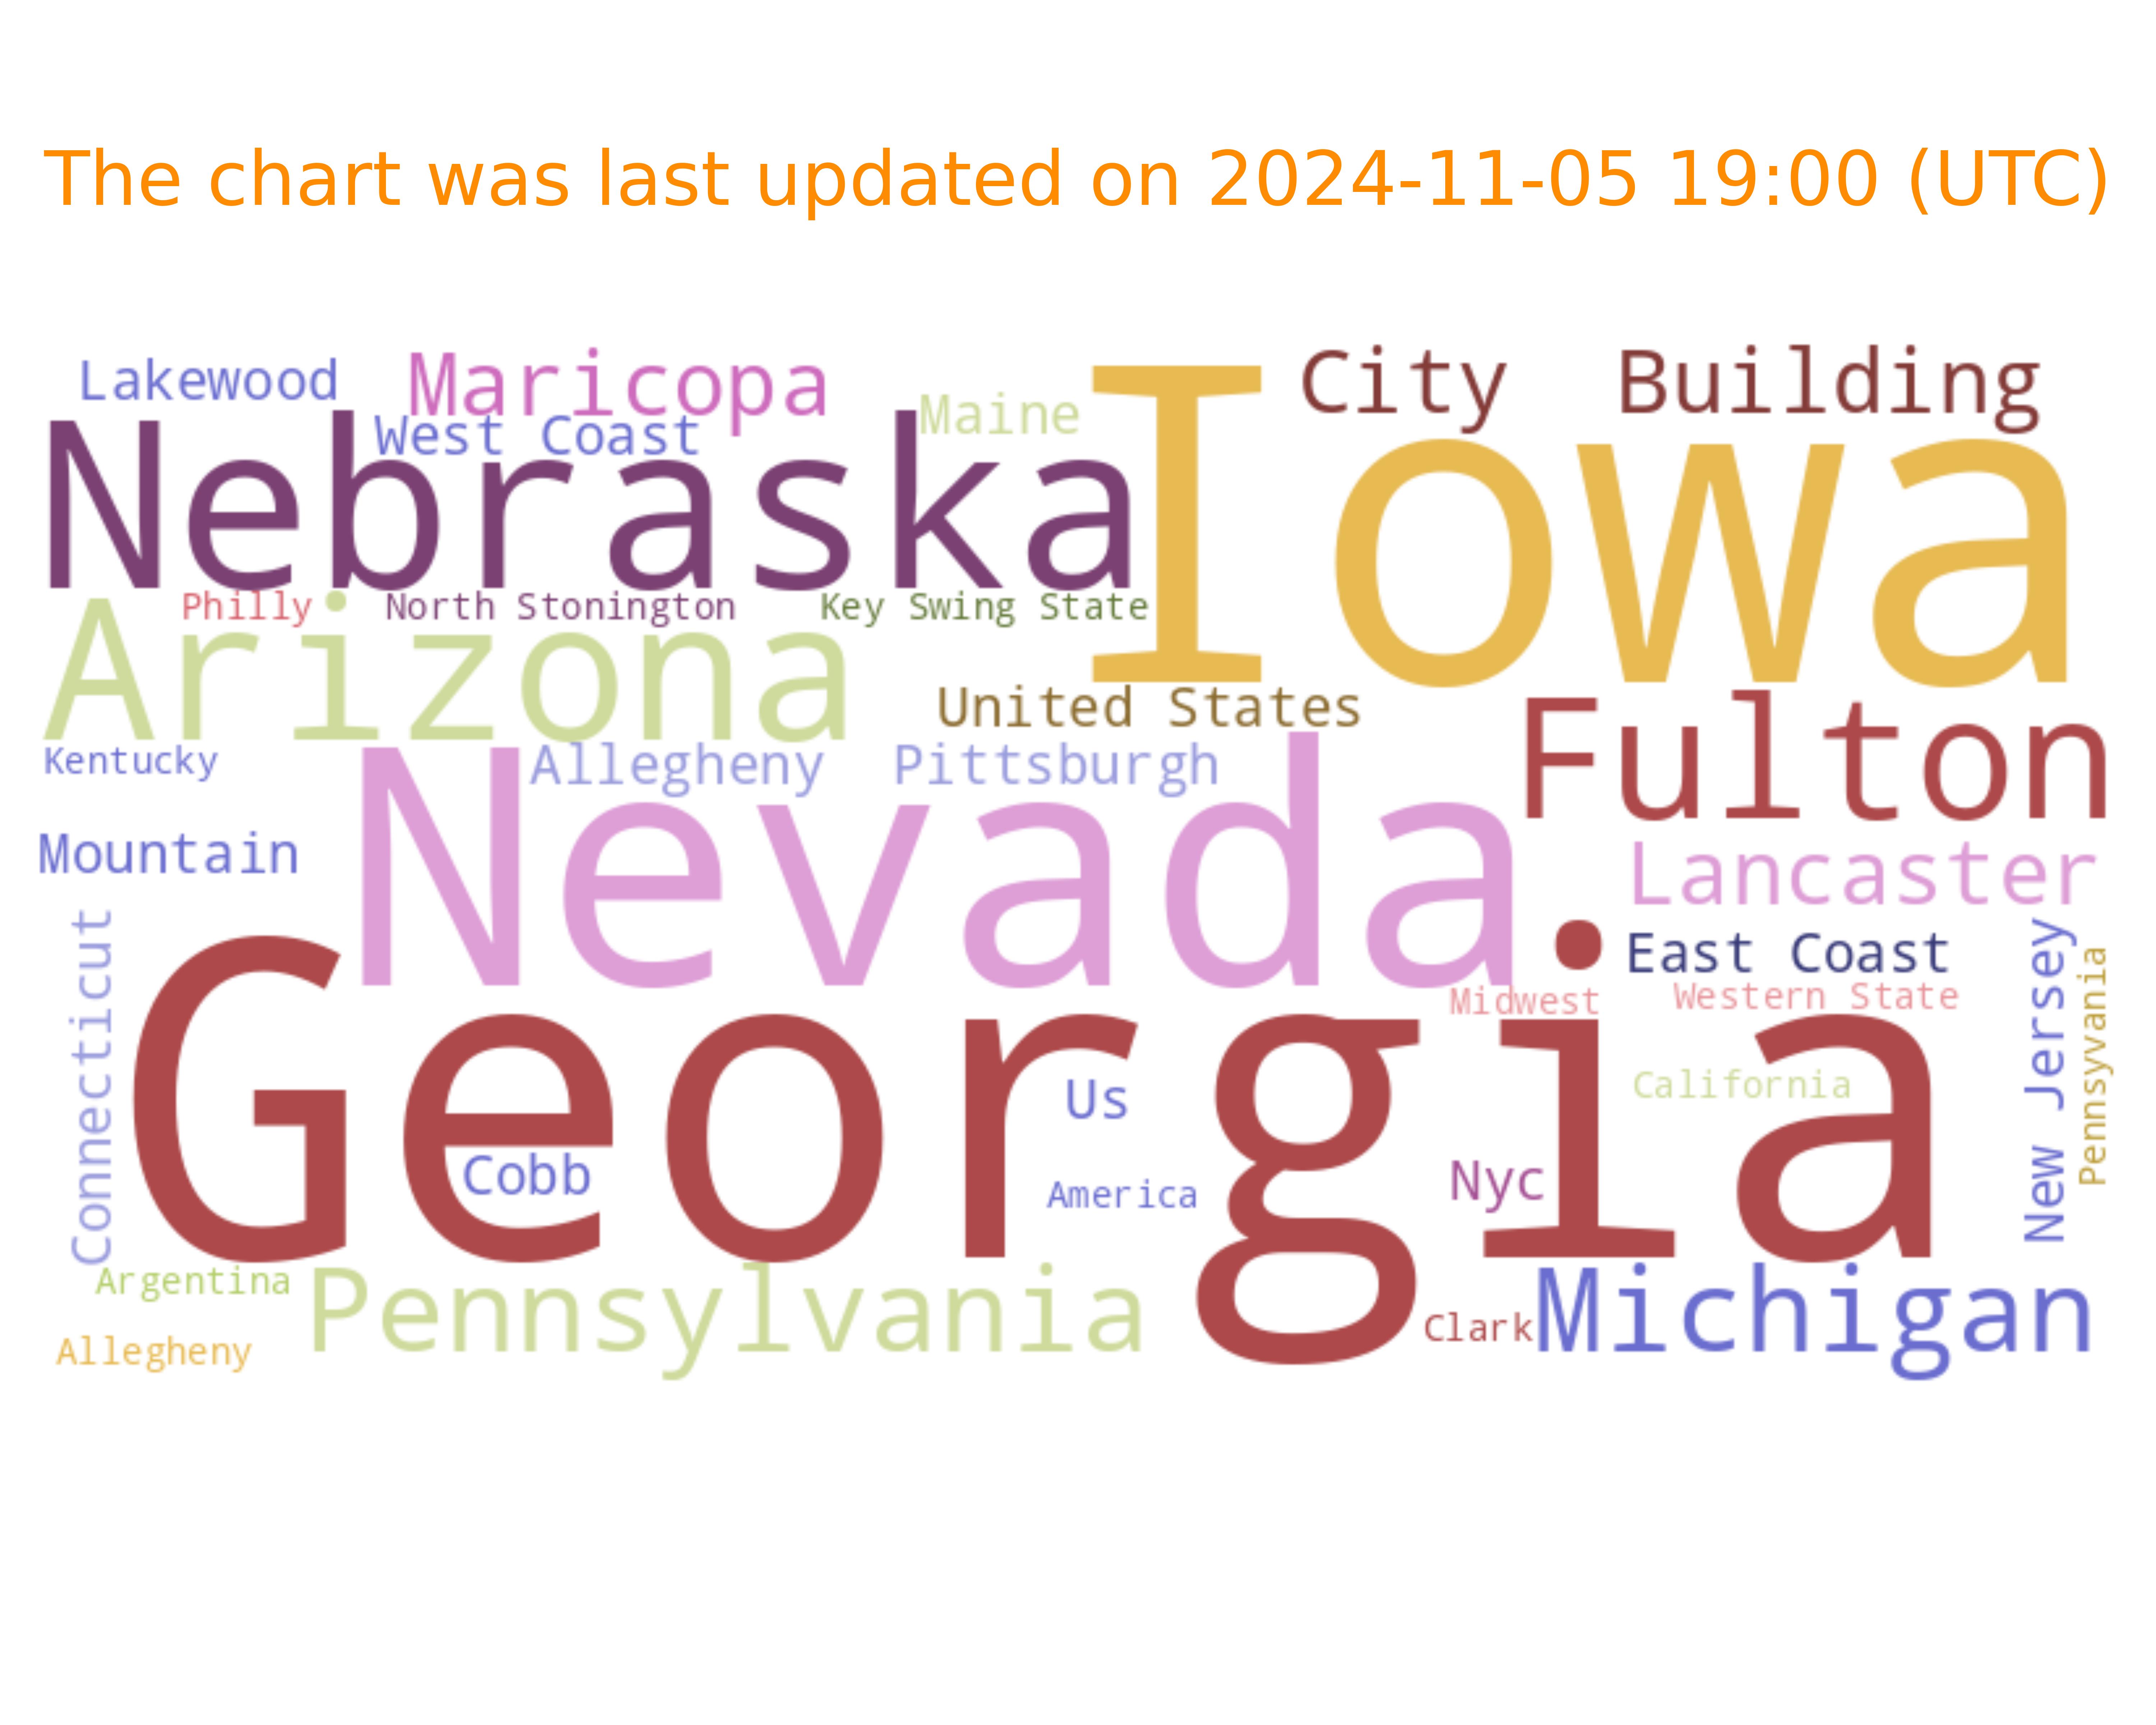 The chart was last updated on 2024-11-05 19:00 (UTC)
Lakewood
Maricopa
City Building
Maine
West Coast
Nebraska
Iowa
Philly
North Stonington
Key Swing State
Arizona
United States
Fulton
Kentucky
Allegheny Pittsburgh
Nevada
Mountain
Lancaster
East Coast
Midwest
Western State
Connecticut
Georgia
New Jersey
Pennsyvania
Us
California
Cobb
America
Nyc
Argentina
Pennsylvania
Michigan
Clark
Allegheny